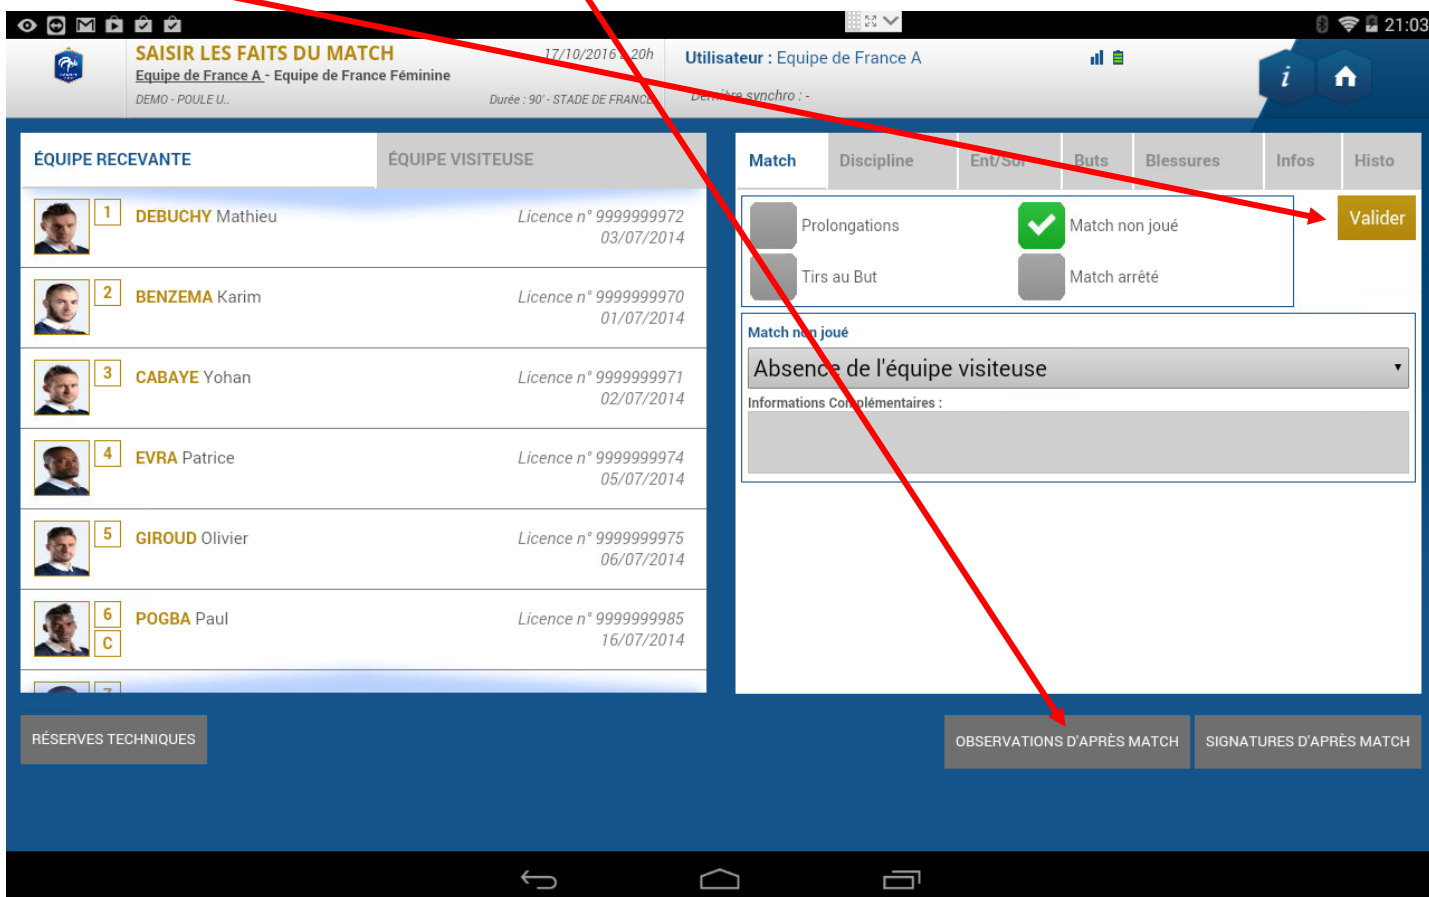 21:03
SAISIR LES FAITS DU MATCH
17/10/2016 à 20h
Equipe de France A - Equipe de France Féminine
DEMO - POULE U..
Durée : 90' - STADE DE FRANCE
Utilisateur : Equipe de France A
Dernière synchro : -
i
ÉQUIPE RECEVANTE
ÉQUIPE VISITEUSE
1 DEBUCHY Mathieu Licence n° 9999999972
03/07/2014
2 BENZEMA Karim Licence n° 9999999970
01/07/2014
3 CABAYE Yohan Licence n° 9999999971
02/07/2014
4 EVRA Patrice Licence n° 9999999974
05/07/2014
5 GIROUD Olivier Licence n° 9999999975
06/07/2014
6 POGBA Paul Licence n° 9999999985
C 16/07/2014
7
Match Discipline Ent/Sor Buts Blessures Infos Histo
Prolongations Match non joué Valider
Tirs au But Match arrêté
Match non joué
Absence de l'équipe visiteuse
Informations Complémentaires :
RÉSERVES TECHNIQUES
OBSERVATIONS D'APRÈS MATCH
SIGNATURES D'APRÈS MATCH